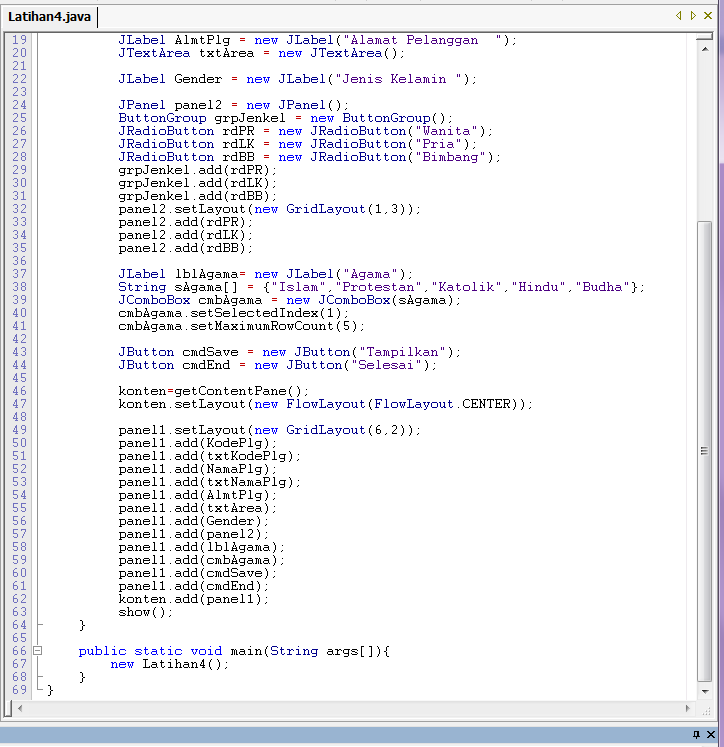 Latihan4.java
19 JLabel AlmtPlg = new JLabel("Alamat Pelanggan  ");
20 JTextArea txtArea = new JTextArea();
21
22 JLabel Gender = new JLabel("Jenis Kelamin ");
23
24 JPanel panel2 = new JPanel();
25 ButtonGroup grpJenkel = new ButtonGroup();
26 JRadioButton rdPR = new JRadioButton("Wanita");
27 JRadioButton rdLK = new JRadioButton("Pria");
28 JRadioButton rdBB = new JRadioButton("Bimbang");
29 grpJenkel.add(rdPR);
30 grpJenkel.add(rdLK);
31 grpJenkel.add(rdBB);
32 panel2.setLayout(new GridLayout(1,3));
33 panel2.add(rdPR);
34 panel2.add(rdLK);
35 panel2.add(rdBB);
36
37 JLabel lblAgama= new JLabel("Agama");
38 String sAgama[] = {"Islam","Protestan","Katolik","Hindu","Budha"};
39 JComboBox cmbAgama = new JComboBox(sAgama);
40 cmbAgama.setSelectedIndex(1);
41 cmbAgama.setMaximumRowCount(5);
42
43 JButton cmdSave = new JButton("Tampilkan");
44 JButton cmdEnd = new JButton("Selesai");
45
46 konten=getContentPane();
47 konten.setLayout(new FlowLayout(FlowLayout.CENTER));
48
49 panel1.setLayout(new GridLayout(6,2));
50 panel1.add(KodePlg);
51 panel1.add(txtKodePlg);
52 panel1.add(NamaPlg);
53 panel1.add(txtNamaPlg);
54 panel1.add(AlmtPlg);
55 panel1.add(txtArea);
56 panel1.add(Gender);
57 panel1.add(panel2);
58 panel1.add(lblAgama);
59 panel1.add(cmbAgama);
60 panel1.add(cmdSave);
61 panel1.add(cmdEnd);
62 konten.add(panel1);
63 show();
64 }
65
66 public static void main(String args[]){
67 new Latihan4();
68 }
69 }